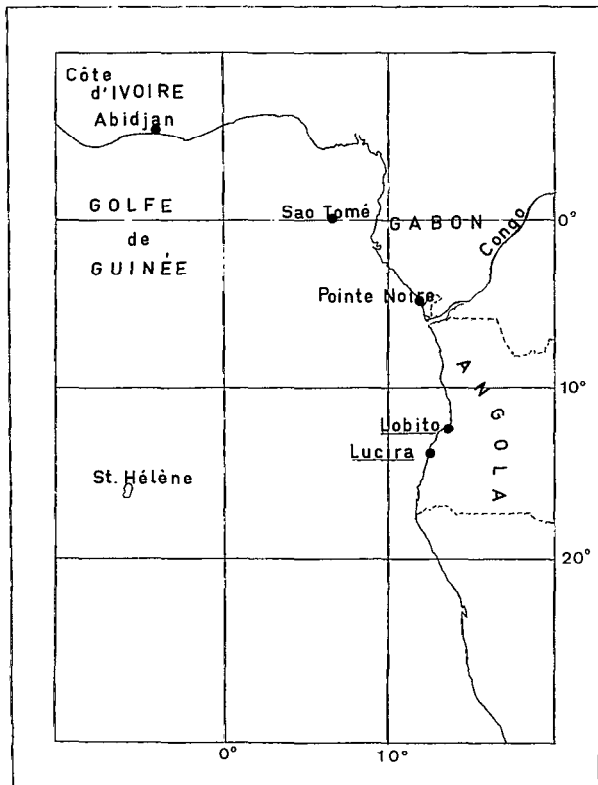 Côte
d'IVOIRE
Abidjan
GOLFE
de
GUINÉE
Sao Tomé
GABON
Congo
0°
Pointe Noire
ANGOLA
10°
Lobito
Lucira
St. Hélène
20°
0°
10°